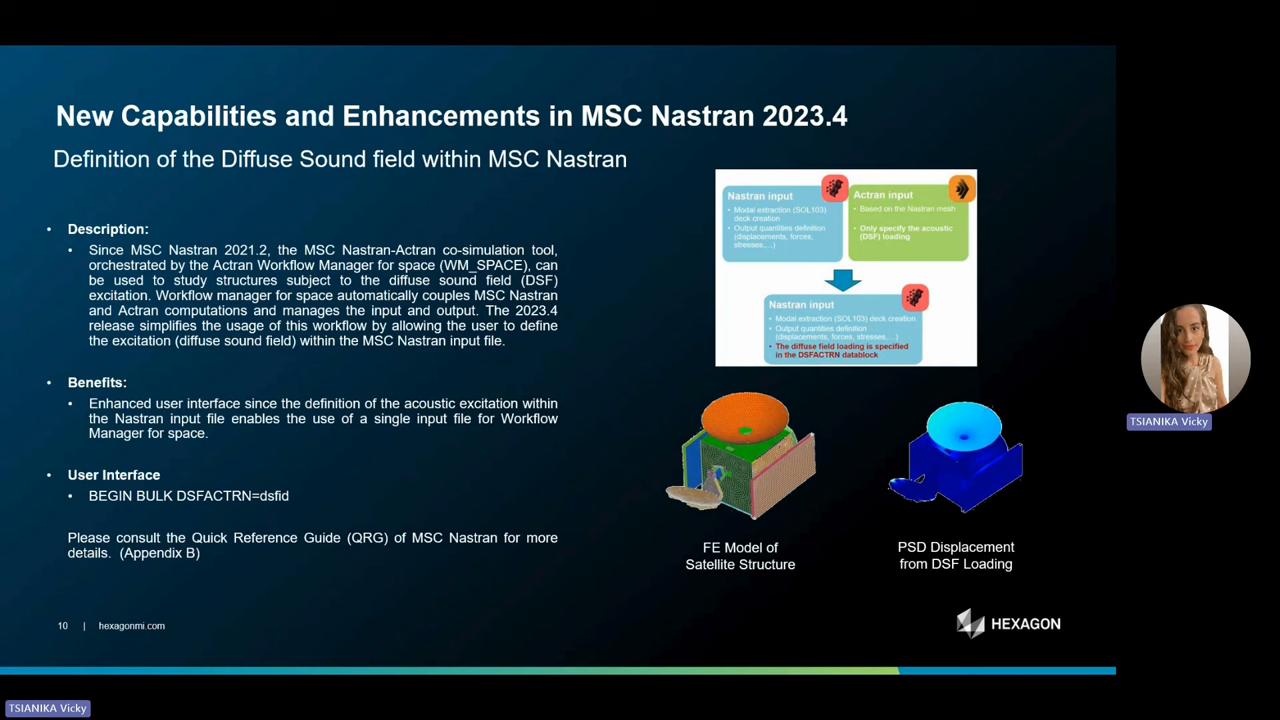 New Capabilities and Enhancements in MSC Nastran 2023.4
Definition of the Diffuse Sound field within MSC Nastran
• Description:
• Since MSC Nastran 2021.2, the MSC Nastran-Actran co-simulation tool,
orchestrated by the Actran Workflow Manager for space (WM_SPACE), can
be used to study structures subject to the diffuse sound field (DSF)
excitation. Workflow manager for space automatically couples MSC Nastran
and Actran computations and manages the input and output. The 2023.4
release simplifies the usage of this workflow by allowing the user to define
the excitation (diffuse sound field) within the MSC Nastran input file.
• Benefits:
• Enhanced user interface since the definition of the acoustic excitation within
the Nastran input file enables the use of a single input file for Workflow
Manager for space.
• User Interface
• BEGIN BULK DSFACTRN=dsfid
Please consult the Quick Reference Guide (QRG) of MSC Nastran for more
details. (Appendix B)
Nastran input
• Modal extraction (SOL103)
deck creation
• Output quantities definition
(displacements, forces,
stresses,...)
Actran input
• Based on the Nastran mesh
• Only specify the acoustic
(DSF) loading
Nastran input
• Modal extraction (SOL103) deck creation
• Output quantities definition
(displacements, forces, stresses,...)
• The diffuse field loading is specified
in the DSFACTRN datablock
FE Model of
Satellite Structure
PSD Displacement
from DSF Loading
10 | hexagonmi.com
HEXAGON
TSIANIKA Vicky
TSIANIKA Vicky